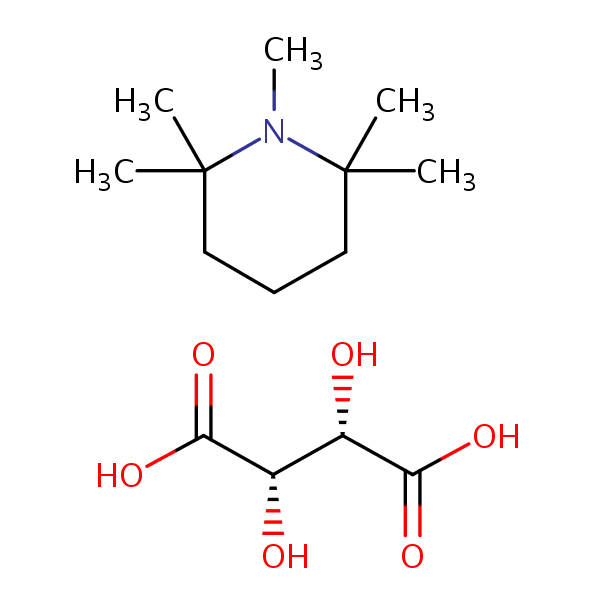 CH₃
H₃C CH₃
N
H₃C CH₃
O OH
HO OH
OH O